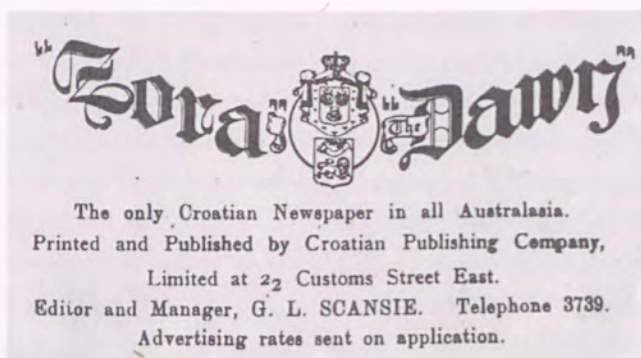 "Zora" "The Dawn"
The only Croatian Newspaper in all Australasia.
Printed and Published by Croatian Publishing Company,
Limited at 22 Customs Street East.
Editor and Manager, G. L. SCANSIE. Telephone 3739.
Advertising rates sent on application.